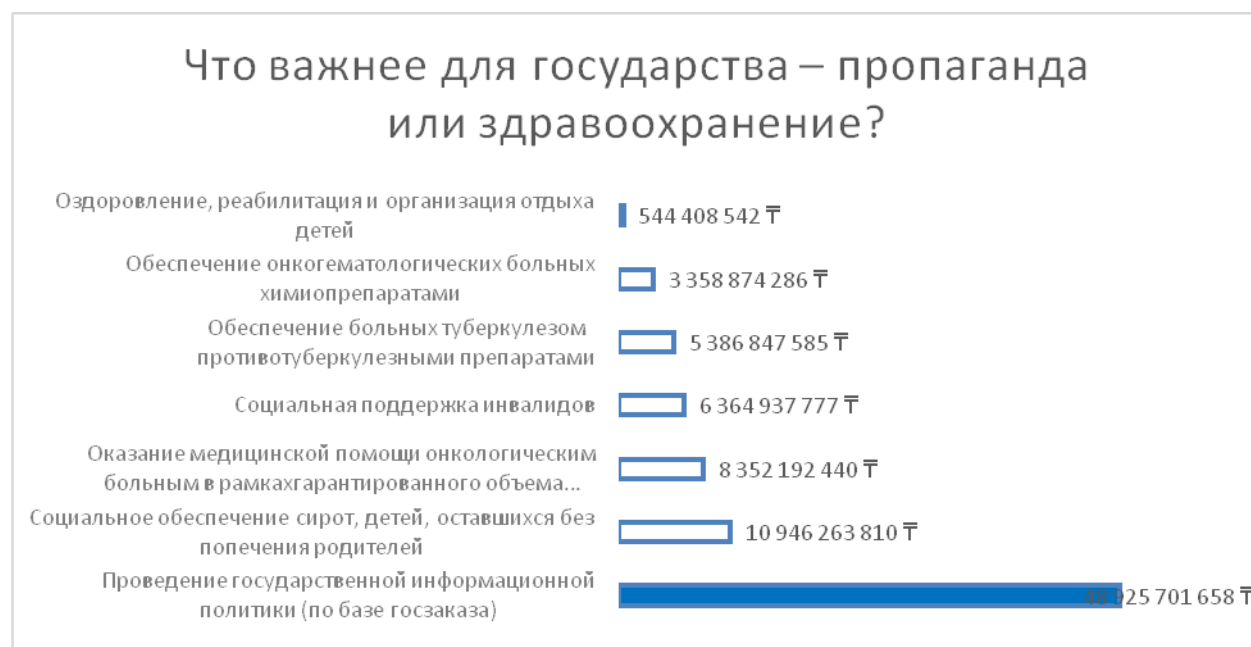 Что важнее для государства – пропаганда
или здравоохранение?
Оздоровление, реабилитация и организация отдыха
детей
544 408 542 ₸
Обеспечение онкогематологических больных
химиопрепаратами
3 358 874 286 ₸
Обеспечение больных туберкулезом
противотуберкулезными препаратами
5 386 847 585 ₸
Социальная поддержка инвалидов
6 364 937 777 ₸
Оказание медицинской помощи онкологическим
больным в рамкахгарантированного объема...
8 352 192 440 ₸
Социальное обеспечение сирот, детей, оставшихся без
попечения родителей
10 946 263 810 ₸
Проведение государственной информационной
политики (по базе госзаказа)
48 925 701 658 ₸